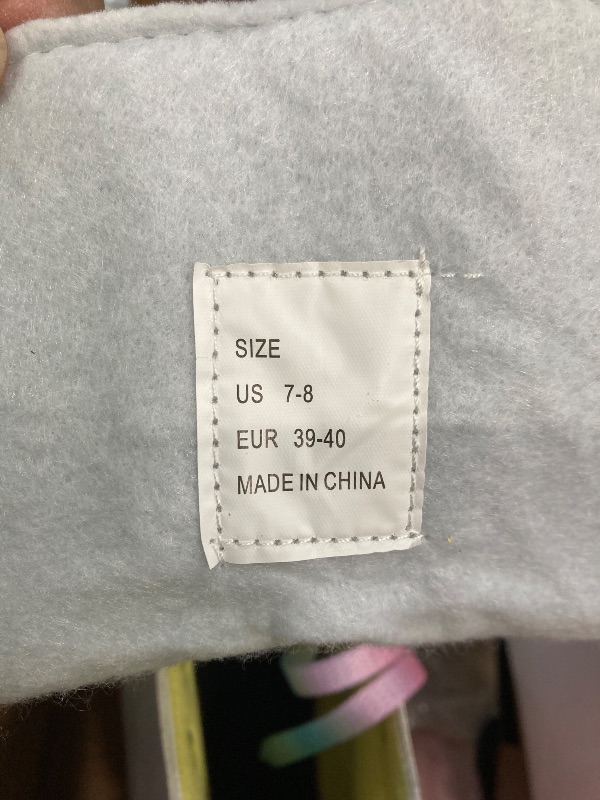 SIZE
US 7-8
EUR 39-40
MADE IN CHINA